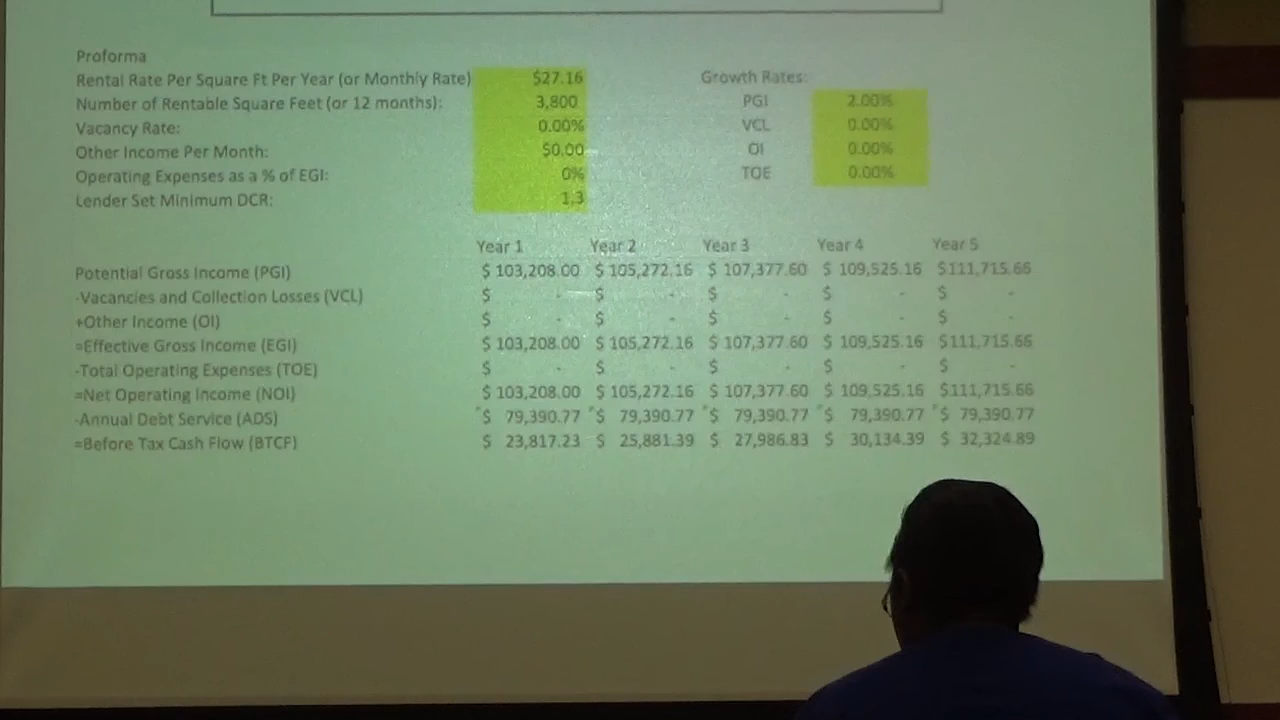 Proforma
Rental Rate Per Square Ft Per Year (or Monthly Rate) $27.16 Growth Rates:
Number of Rentable Square Feet (or 12 months): 3,800 PGI 2.00%
Vacancy Rate: 0.00% VCL 0.00%
Other Income Per Month: $0.00 OI 0.00%
Operating Expenses as a % of EGI: 0% TOE 0.00%
Lender Set Minimum DCR: 1.3
Year 1 Year 2 Year 3 Year 4 Year 5
Potential Gross Income (PGI) $ 103,208.00 $ 105,272.16 $ 107,377.60 $ 109,525.16 $111,715.66
-Vacancies and Collection Losses (VCL) $ - $ - $ - $ - $ -
+Other Income (OI) $ - $ - $ - $ - $ -
=Effective Gross Income (EGI) $ 103,208.00 $ 105,272.16 $ 107,377.60 $ 109,525.16 $111,715.66
-Total Operating Expenses (TOE) $ - $ - $ - $ - $ -
=Net Operating Income (NOI) $ 103,208.00 $ 105,272.16 $ 107,377.60 $ 109,525.16 $111,715.66
-Annual Debt Service (ADS) $ 79,390.77 $ 79,390.77 $ 79,390.77 $ 79,390.77 $ 79,390.77
=Before Tax Cash Flow (BTCF) $ 23,817.23 $ 25,881.39 $ 27,986.83 $ 30,134.39 $ 32,324.89